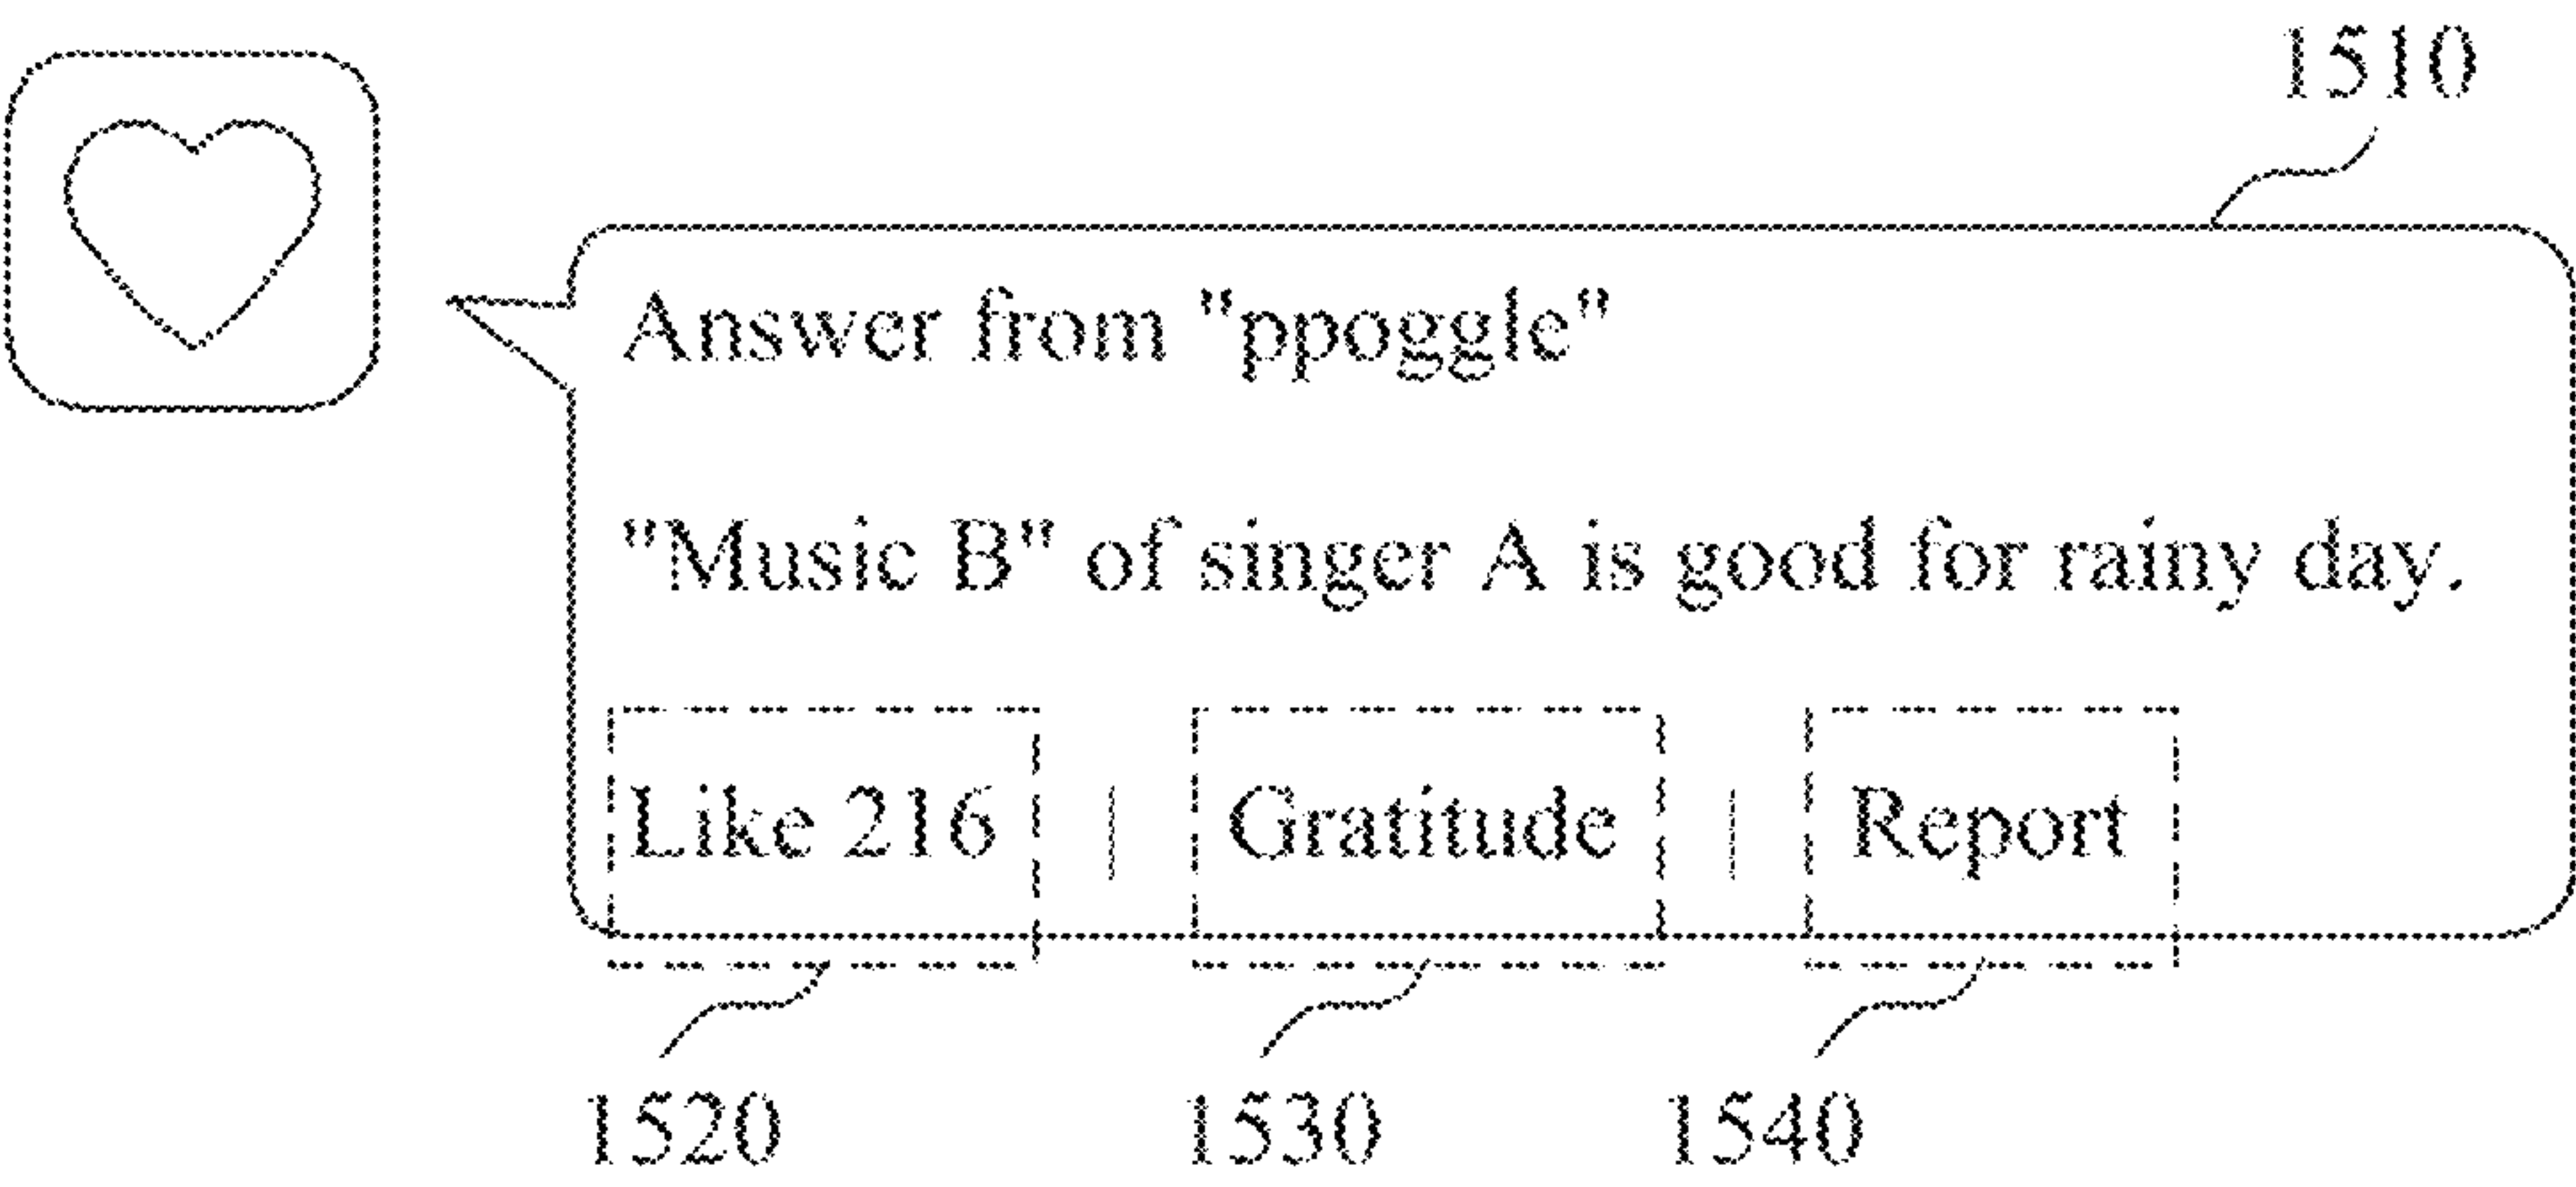 1510
Answer from "ppoggle"
"Music B" of singer A is good for rainy day.
Like 216 | Gratitude | Report
1520 1530 1540